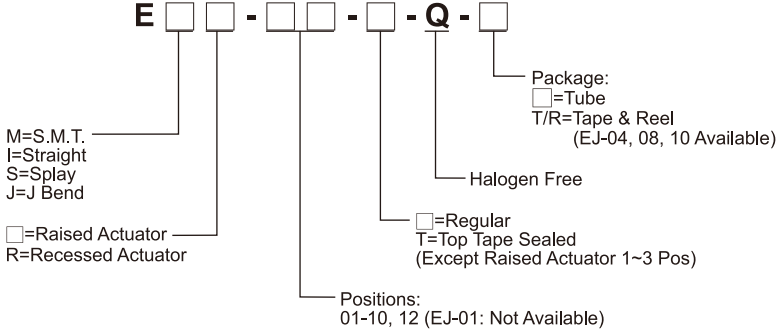 E□□-□□-□-Q-□
Package:
□=Tube
T/R=Tape & Reel
(EJ-04, 08, 10 Available)
M=S.M.T.
I=Straight
S=Splay
J=J Bend
Halogen Free
□=Raised Actuator
R=Recessed Actuator
□=Regular
T=Top Tape Sealed
(Except Raised Actuator 1~3 Pos)
Positions:
01-10, 12 (EJ-01: Not Available)